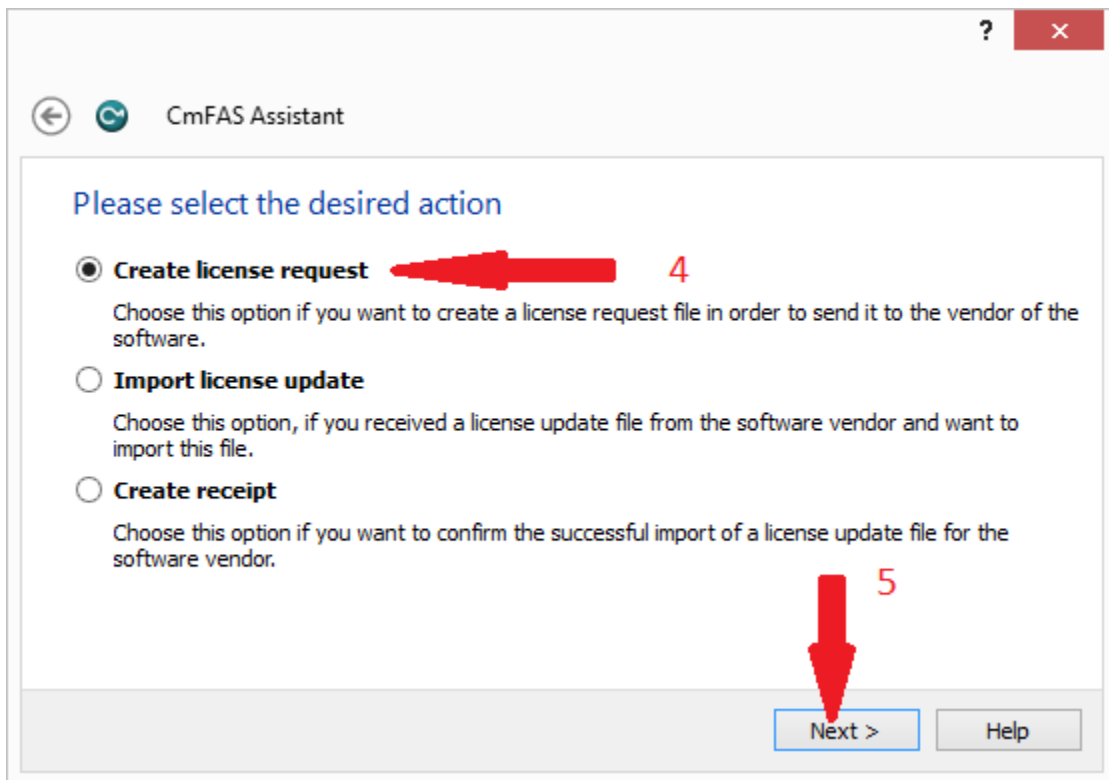 ?
CmFAS Assistant
Please select the desired action
Create license request
4
Choose this option if you want to create a license request file in order to send it to the vendor of the
software.
Import license update
Choose this option, if you received a license update file from the software vendor and want to
import this file.
Create receipt
Choose this option if you want to confirm the successful import of a license update file for the
software vendor.
5
Next >
Help